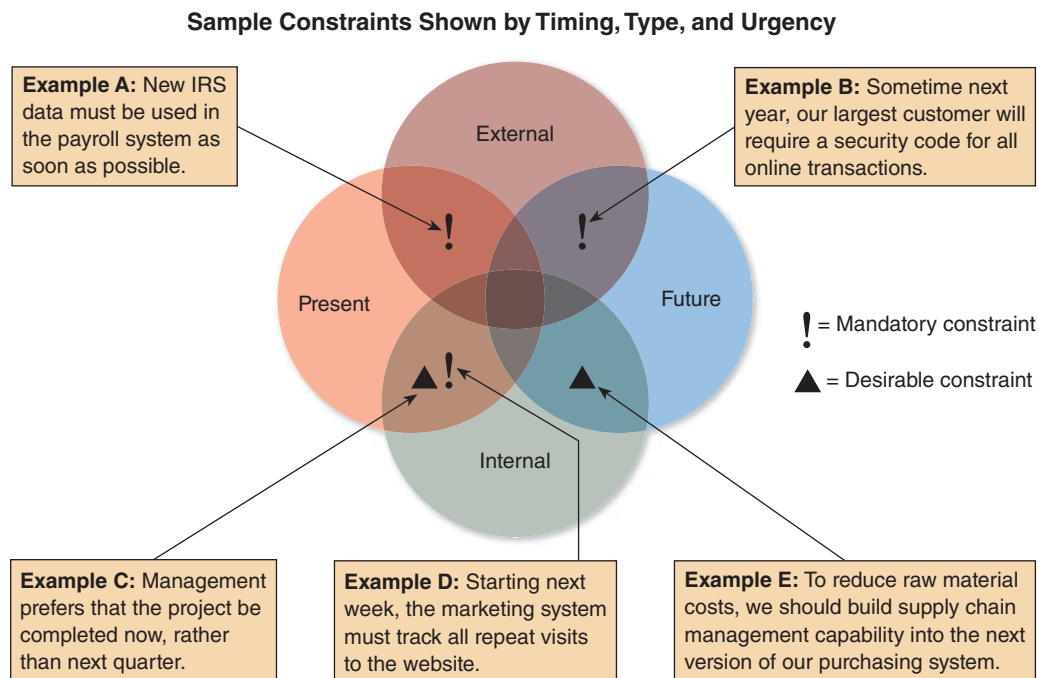 Sample Constraints Shown by Timing, Type, and Urgency
Example A: New IRS
data must be used in
the payroll system as
soon as possible.
Example B: Sometime next
year, our largest customer will
require a security code for all
online transactions.
External
Present
Future
Internal
! = Mandatory constraint
▲ = Desirable constraint
Example C: Management
prefers that the project be
completed now, rather
than next quarter.
Example D: Starting next
week, the marketing system
must track all repeat visits
to the website.
Example E: To reduce raw material
costs, we should build supply chain
management capability into the next
version of our purchasing system.